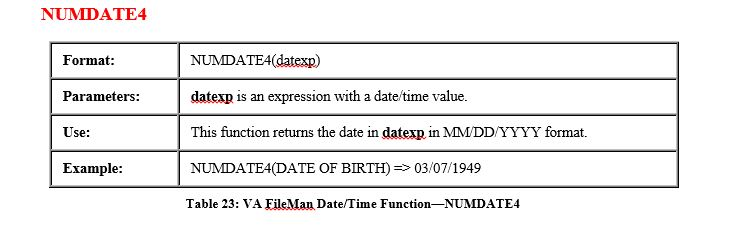 NUMDATE4
Format: NUMDATE4(datexp)
Parameters: datexp is an expression with a date/time value.
Use: This function returns the date in datexp in MM/DD/YYYY format.
Example: NUMDATE4(DATE OF BIRTH) => 03/07/1949
Table 23: VA FileMan Date/Time Function—NUMDATE4